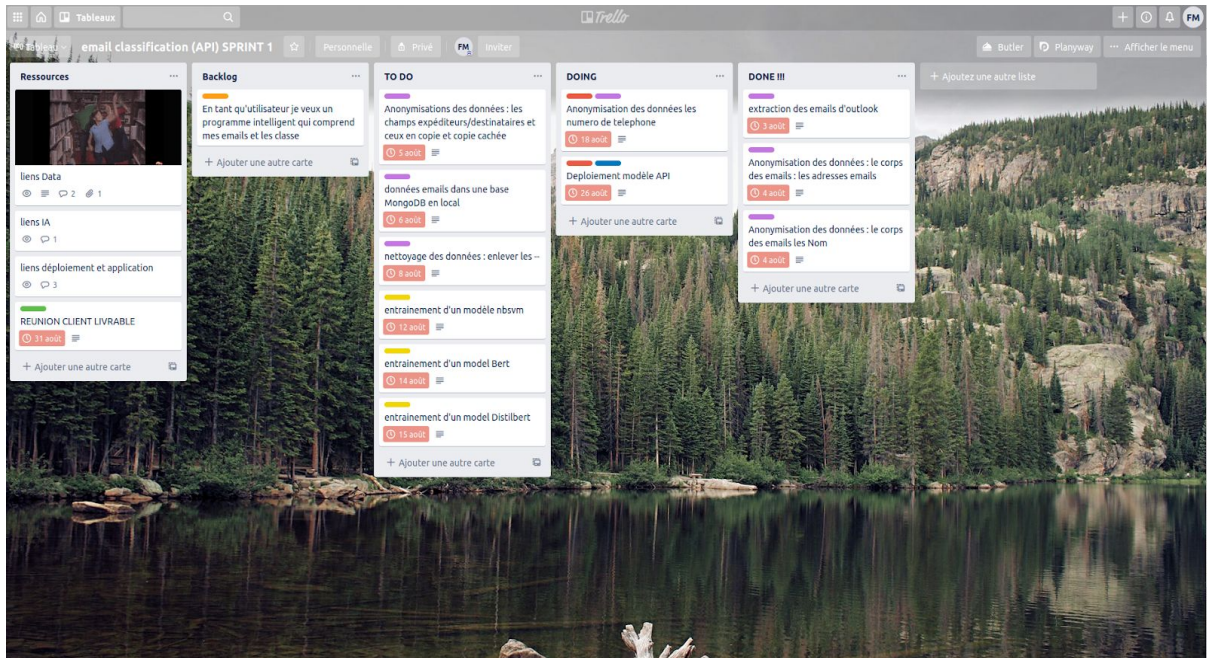 Tableaux
Trello
FM
Tableau
email classification (API) SPRINT 1
Personnelle
Privé
FM
Inviter
Butler
Planyway
Afficher le menu
Ressources
liens Data
2
1
liens IA
1
liens déploiement et application
3
REUNION CLIENT LIVRABLE
31 août
+ Ajouter une autre carte
Backlog
En tant qu'utilisateur je veux un
programme intelligent qui comprend
mes emails et les classe
+ Ajouter une autre carte
TO DO
Anonymisations des données : les
champs expéditeurs/destinataires et
ceux en copie et copie cachée
5 août
données emails dans une base
MongoDB en local
6 août
nettoyage des données : enlever les --
8 août
entrainement d'un modéle nbsvm
12 août
entrainement d'un model Bert
14 août
entrainement d'un model Distilbert
15 août
+ Ajouter une autre carte
DOING
Anonymisation des données les
numero de telephone
18 août
Deploiement modèle API
26 août
+ Ajouter une autre carte
DONE !!!
extraction des emails d'outlook
3 août
Anonymisation des données : le corps
des emails : les adresses emails
4 août
Anonymisation des données : le corps
des emails les Nom
4 août
+ Ajouter une autre carte
+ Ajoutez une autre liste